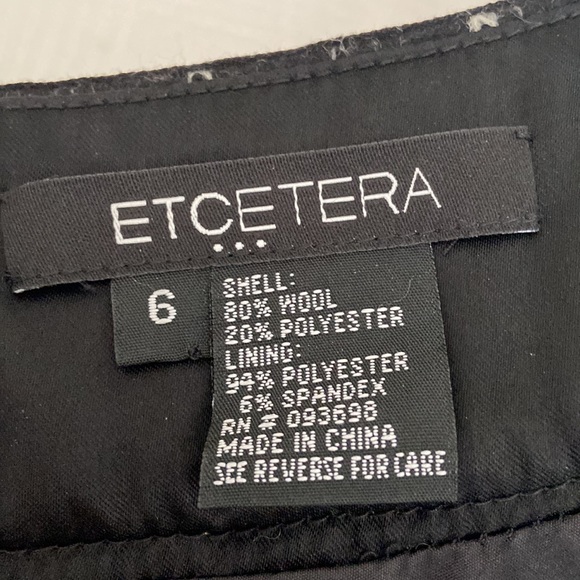 ETCETERA
...
6
SHELL:
80% WOOL
20% POLYESTER
LINING:
94% POLYESTER
6% SPANDEX
RN # 093698
MADE IN CHINA
SEE REVERSE FOR CARE